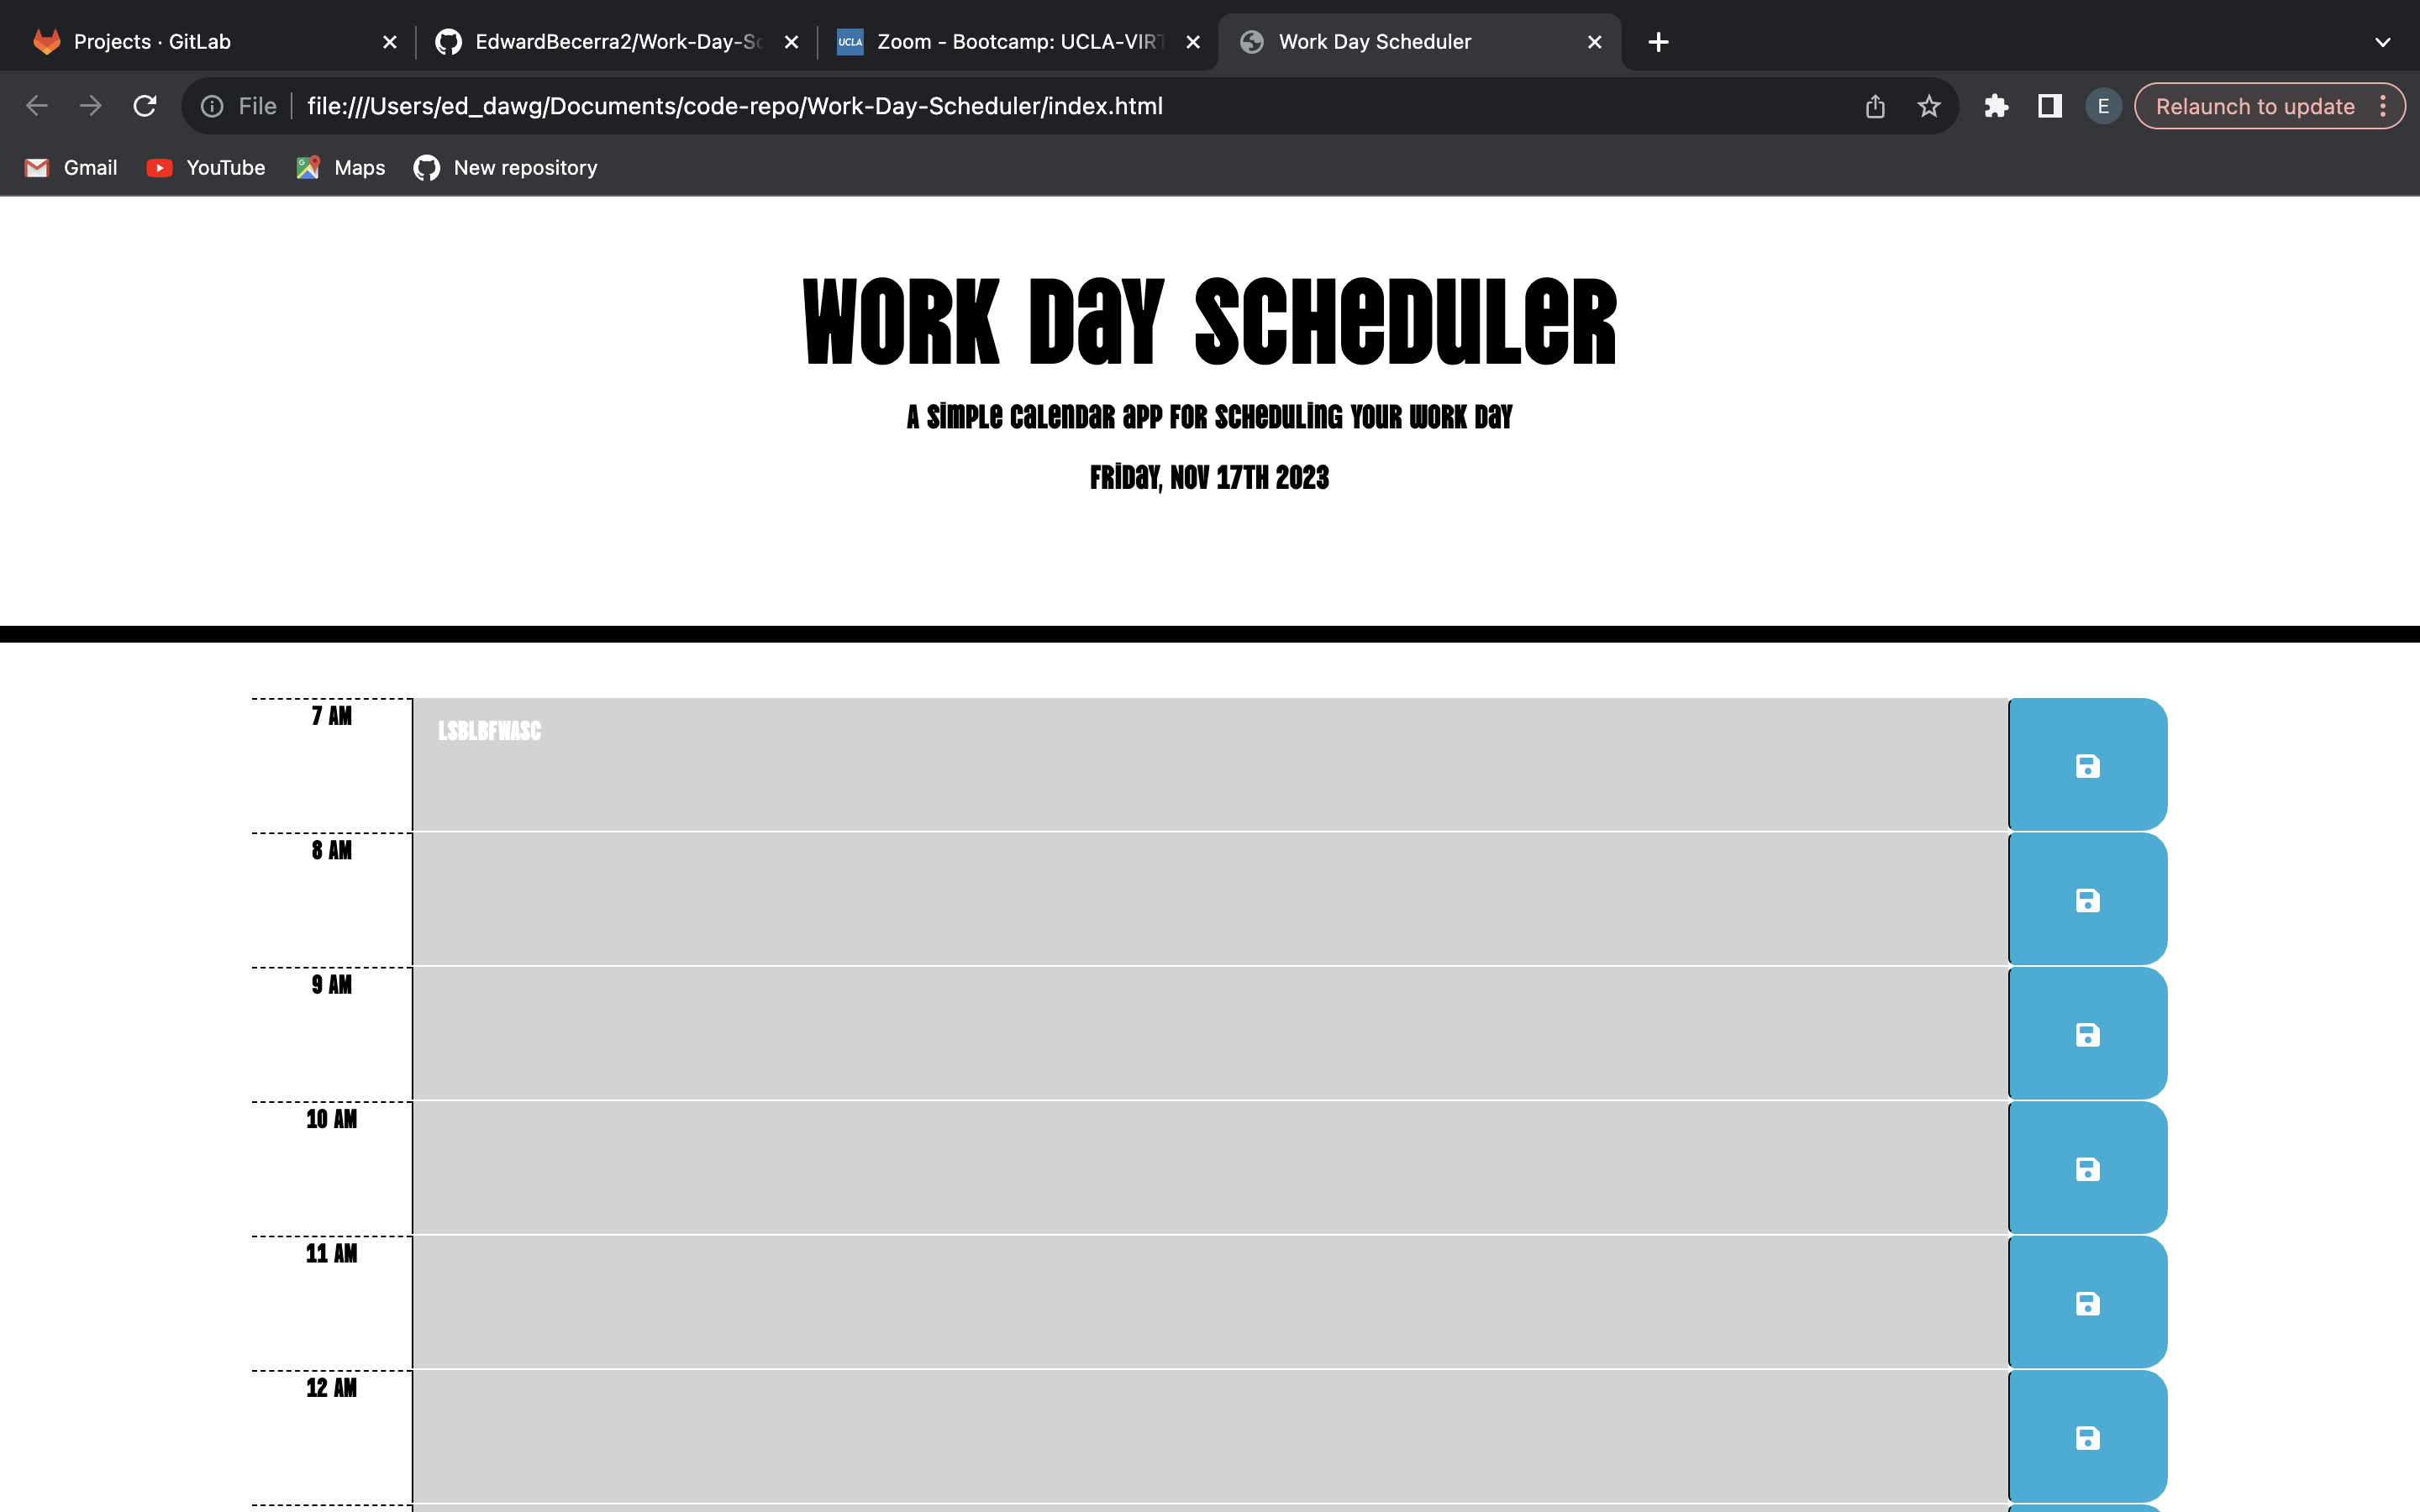 Projects · GitLab
EdwardBecerra2/Work-Day-Sc
UCLA
Zoom - Bootcamp: UCLA-VIRT
Work Day Scheduler
File
file:///Users/ed_dawg/Documents/code-repo/Work-Day-Scheduler/index.html
E
Relaunch to update
Gmail
YouTube
Maps
New repository
Work Day Scheduler
A simple calendar app for scheduling your work day
Friday, Nov 17th 2023
7 AM
LSBLBFWASC
8 AM
9 AM
10 AM
11 AM
12 AM